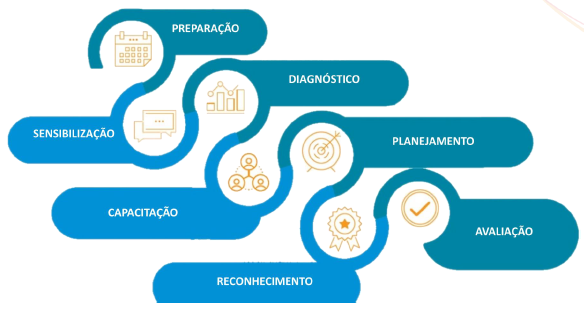 PREPARAÇÃO
DIAGNÓSTICO
SENSIBILIZAÇÃO
PLANEJAMENTO
CAPACITAÇÃO
AVALIAÇÃO
RECONHECIMENTO